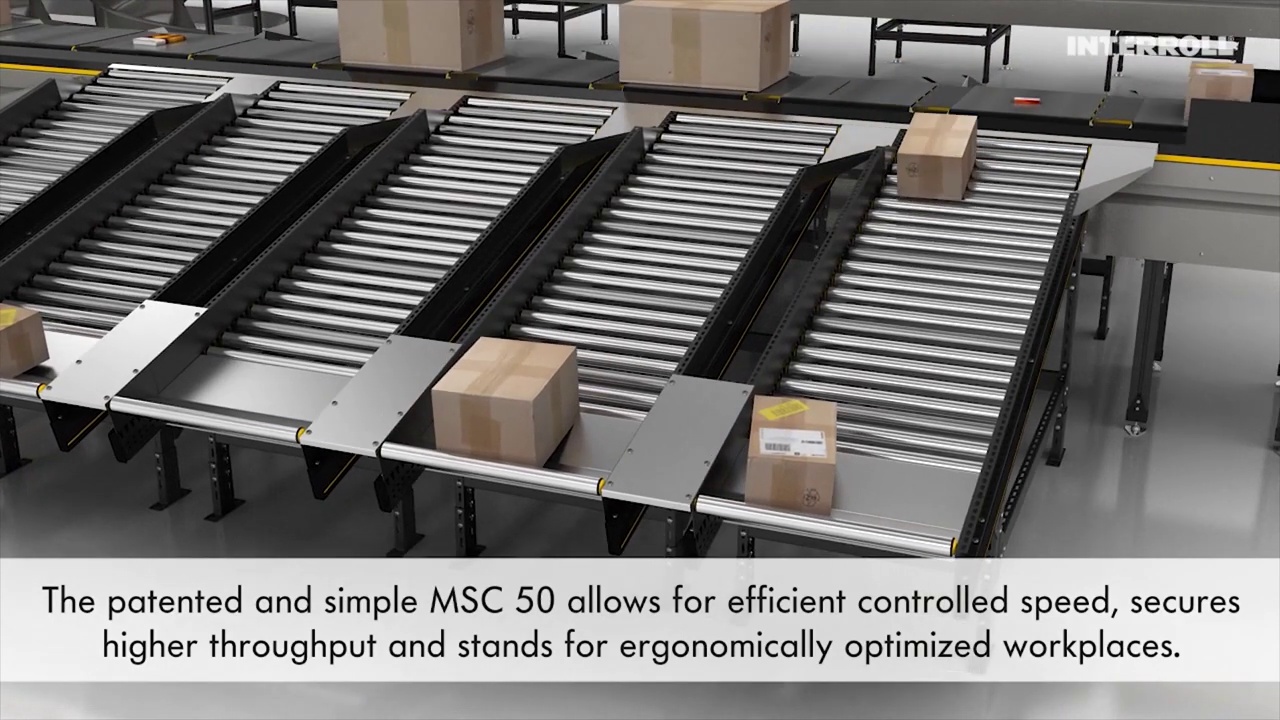 INTERROLL
The patented and simple MSC 50 allows for efficient controlled speed, secures
higher throughput and stands for ergonomically optimized workplaces.